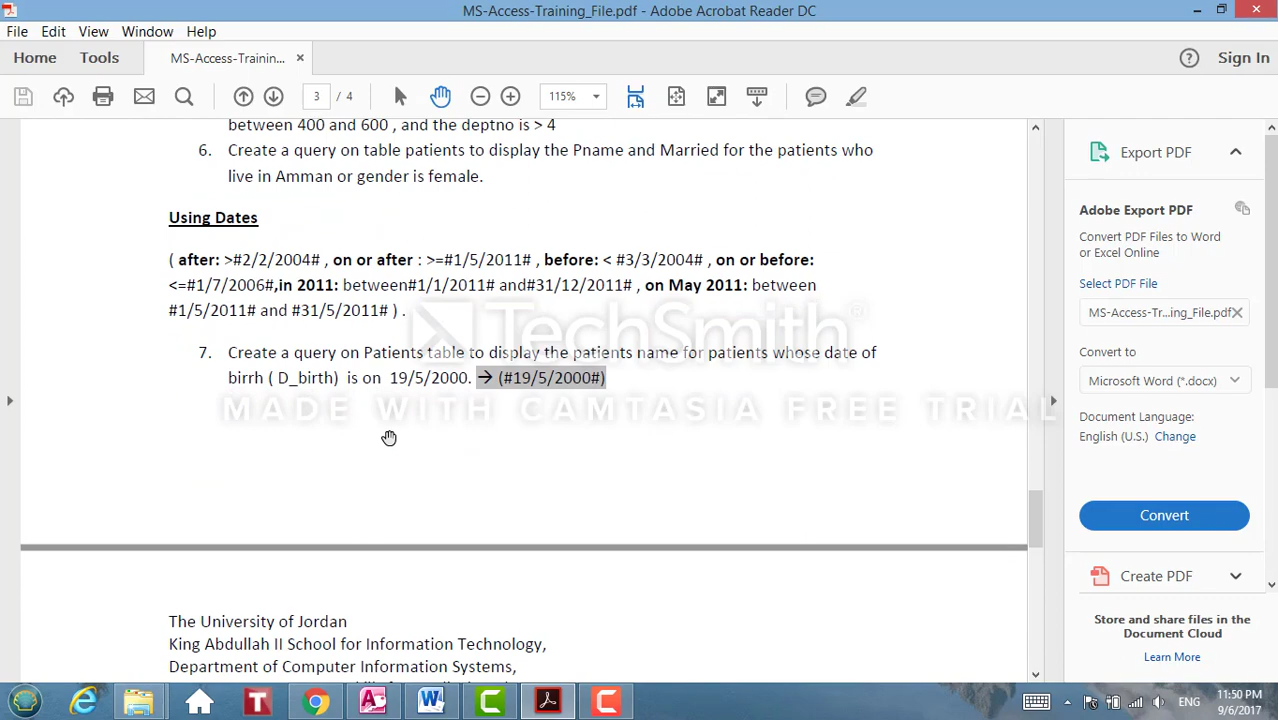 MS-Access-Training_File.pdf - Adobe Acrobat Reader DC
File Edit View Window Help
Home Tools MS-Access-Trainin... × Sign In
3 / 4 115%
between 400 and 600 , and the deptno is > 4
6. Create a query on table patients to display the Pname and Married for the patients who
live in Amman or gender is female.
Using Dates
( after: >#2/2/2004# , on or after : >=#1/5/2011# , before: < #3/3/2004# , on or before:
<=#1/7/2006#,in 2011: between#1/1/2011# and#31/12/2011# , on May 2011: between
#1/5/2011# and #31/5/2011# ) .
7. Create a query on Patients table to display the patients name for patients whose date of
birrh ( D_birth) is on 19/5/2000. → (#19/5/2000#)
TechSmith
MADE WITH CAMTASIA FREE TRIAL
The University of Jordan
King Abdullah II School for Information Technology,
Department of Computer Information Systems,
Export PDF
Adobe Export PDF
Convert PDF Files to Word
or Excel Online
Select PDF File
MS-Access-Tr...ing_File.pdf
Convert to
Microsoft Word (*.docx)
Document Language:
English (U.S.) Change
Convert
Create PDF
Store and share files in the
Document Cloud
Learn More
ENG
11:50 PM
9/6/2017